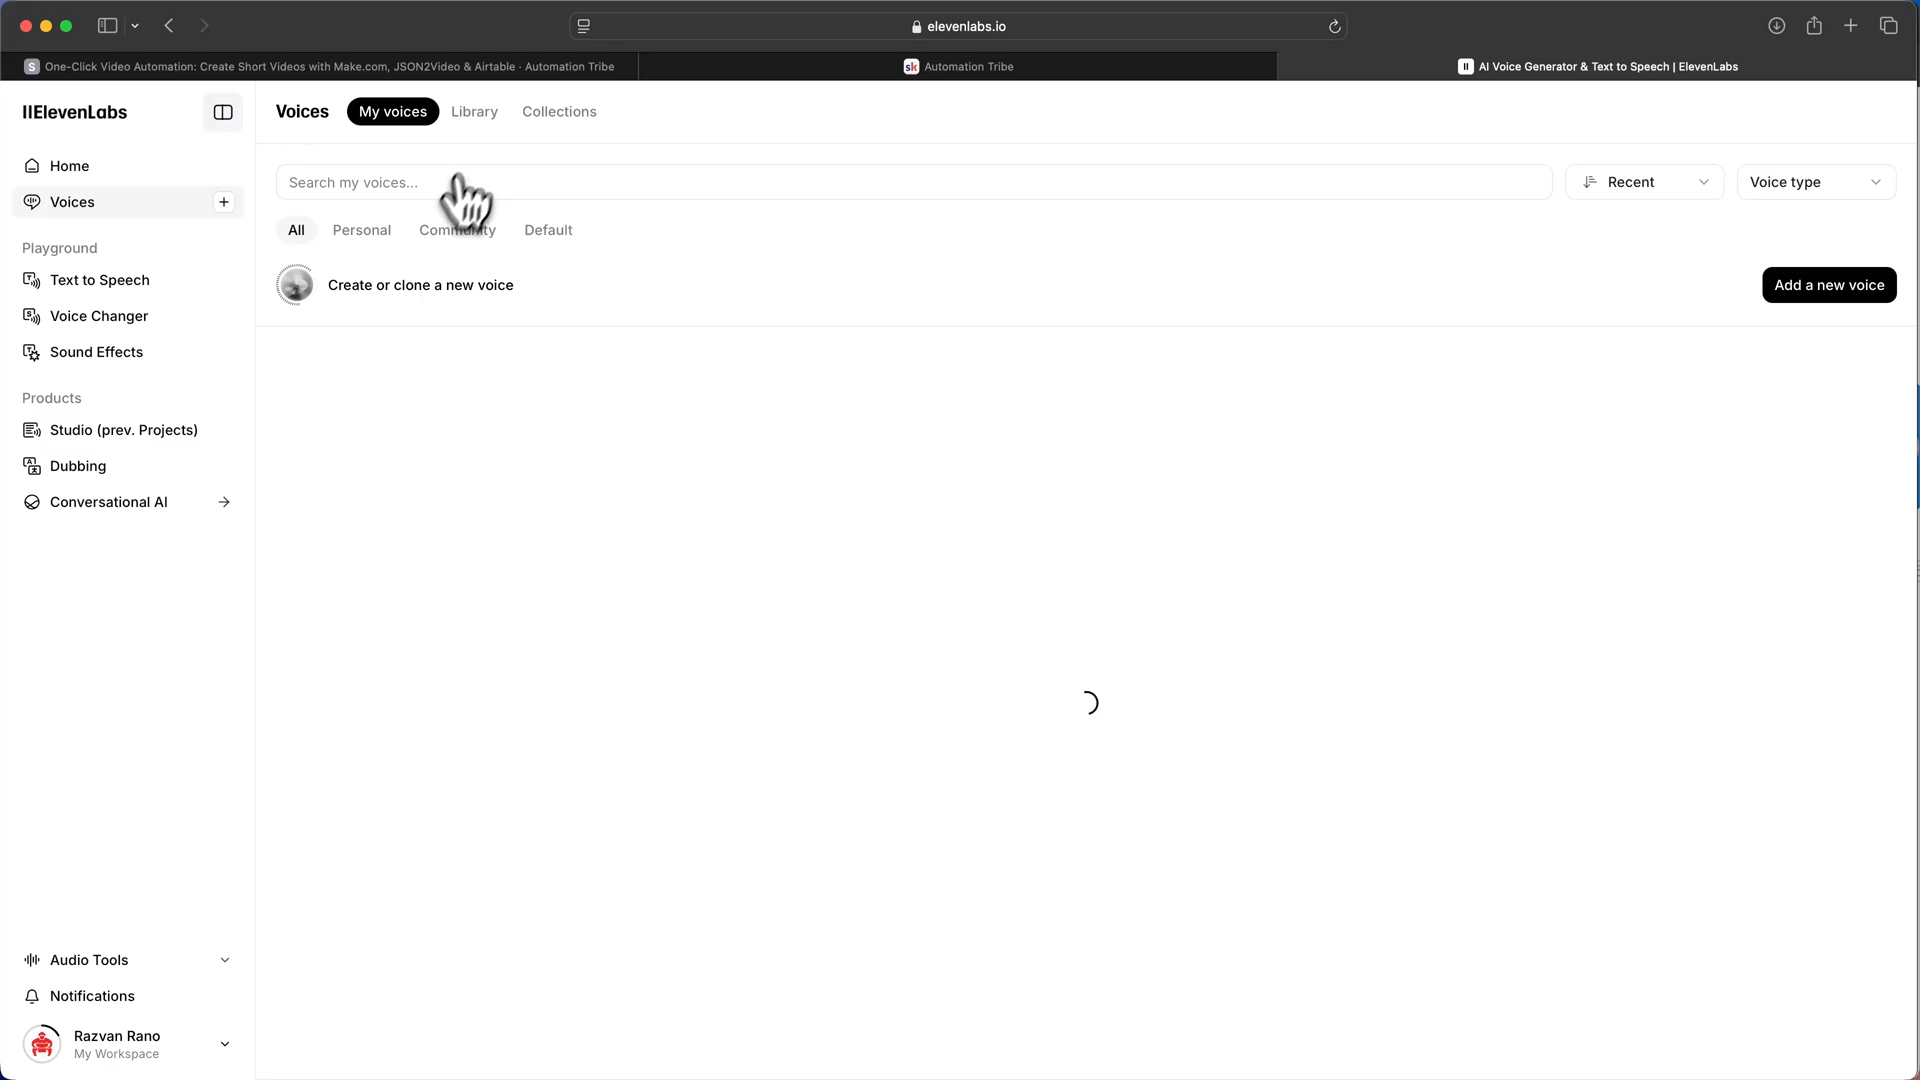 elevenlabs.io
S One-Click Video Automation: Create Short Videos with Make.com, JSON2Video & Airtable · Automation Tribe
sk Automation Tribe
AI Voice Generator & Text to Speech | ElevenLabs
IIElevenLabs
Voices
My voices
Library
Collections
Home
Voices
Playground
Text to Speech
Voice Changer
Sound Effects
Products
Studio (prev. Projects)
Dubbing
Conversational AI
Audio Tools
Notifications
Razvan Rano
My Workspace
Search my voices...
Recent
Voice type
All
Personal
Community
Default
Create or clone a new voice
Add a new voice